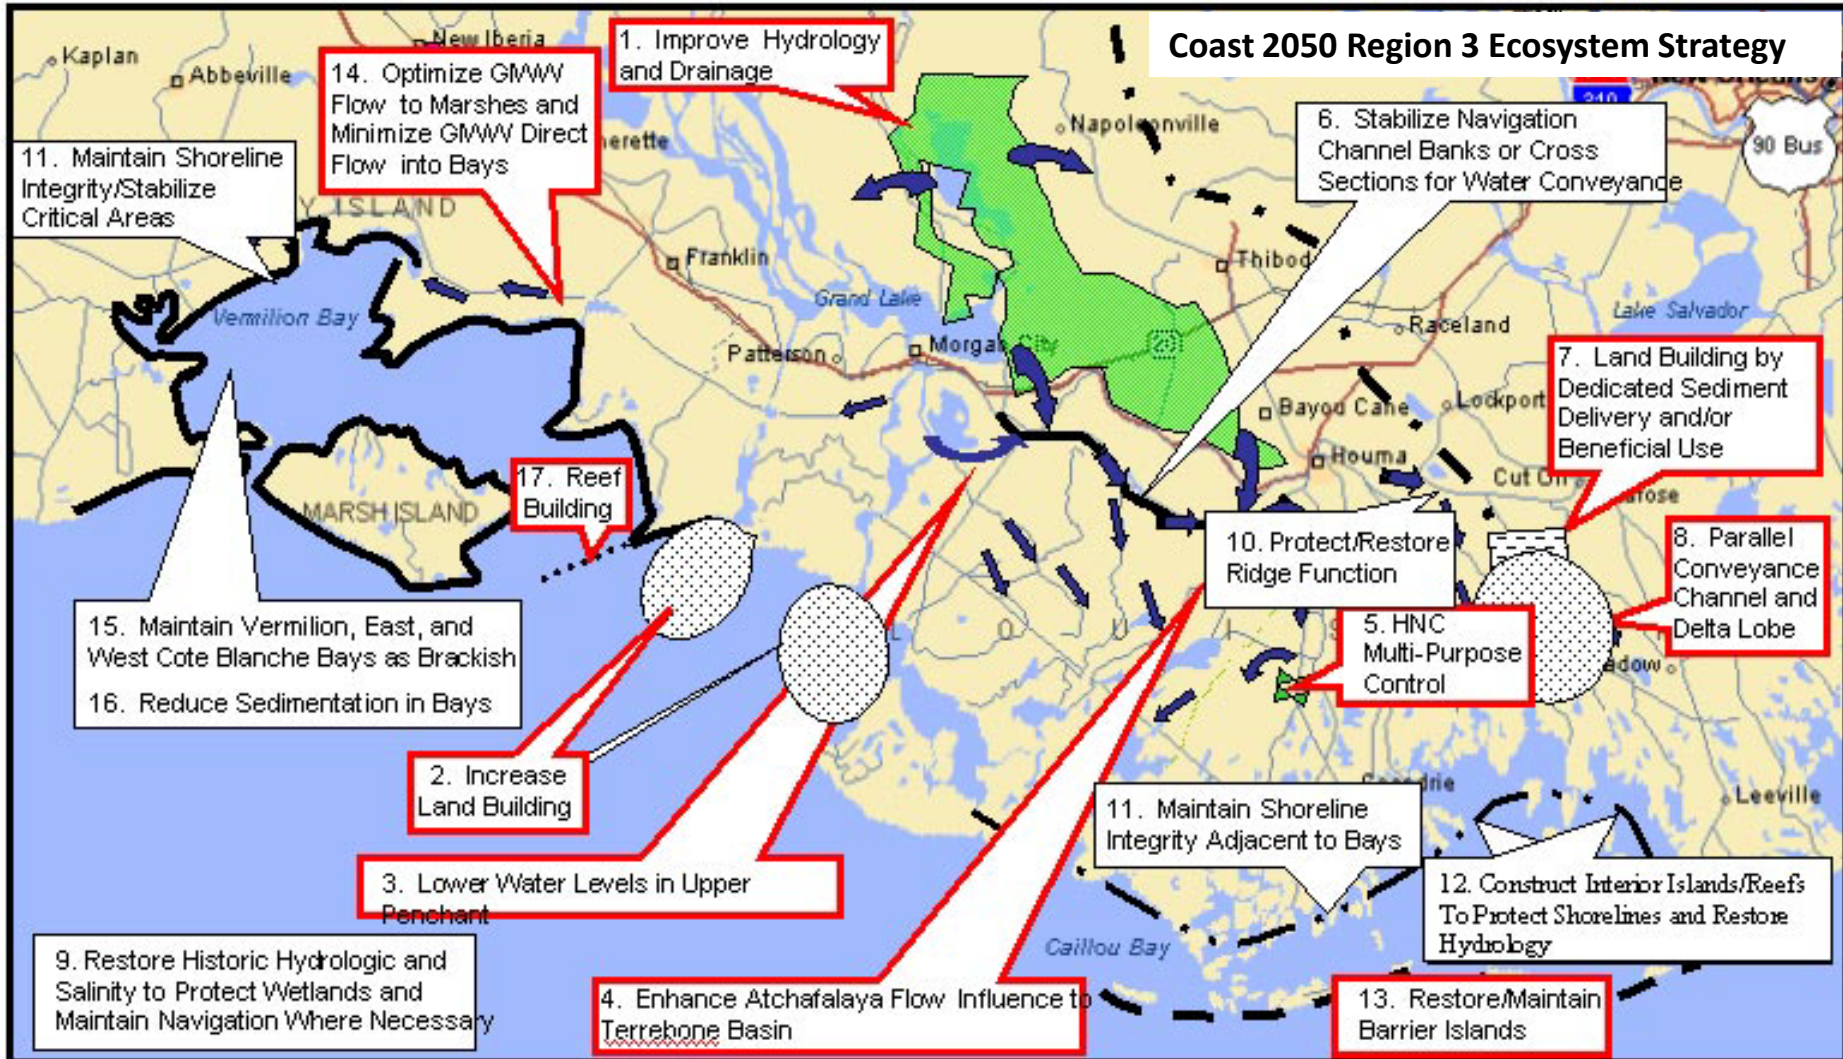 Coast 2050 Region 3 Ecosystem Strategy
Kaplan
New Iberia
Abbeville
14. Optimize GIWW
Flow to Marshes and
Minimize GIWW Direct
Flow into Bays
1. Improve Hydrology
and Drainage
Napoleonville
6. Stabilize Navigation
Channel Banks or Cross
Sections for Water Conveyance
90 Bus
11. Maintain Shoreline
Integrity/Stabilize
Critical Areas
ISLAND
Franklin
Grand Lake
Vermilion Bay
Lake Salvador
Raceland
Patterson
Morgan City
20
7. Land Building by
Dedicated Sediment
Delivery and/or
Beneficial Use
Bayou Cane
Lockport
Houma
Cut Off
17. Reef
Building
MARSH ISLAND
10. Protect/Restore
Ridge Function
8. Parallel
Conveyance
Channel and
Delta Lobe
5. HNC
Multi-Purpose
Control
15. Maintain Vermilion, East, and
West Cote Blanche Bays as Brackish
16. Reduce Sedimentation in Bays
L O U I S
2. Increase
Land Building
Leeville
11. Maintain Shoreline
Integrity Adjacent to Bays
3. Lower Water Levels in Upper
Penchant
12. Construct Interior Islands/Reefs
To Protect Shorelines and Restore
Hydrology
Caillou Bay
9. Restore Historic Hydrologic and
Salinity to Protect Wetlands and
Maintain Navigation Where Necessary
4. Enhance Atchafalaya Flow Influence to
Terrebone Basin
13. Restore/Maintain
Barrier Islands